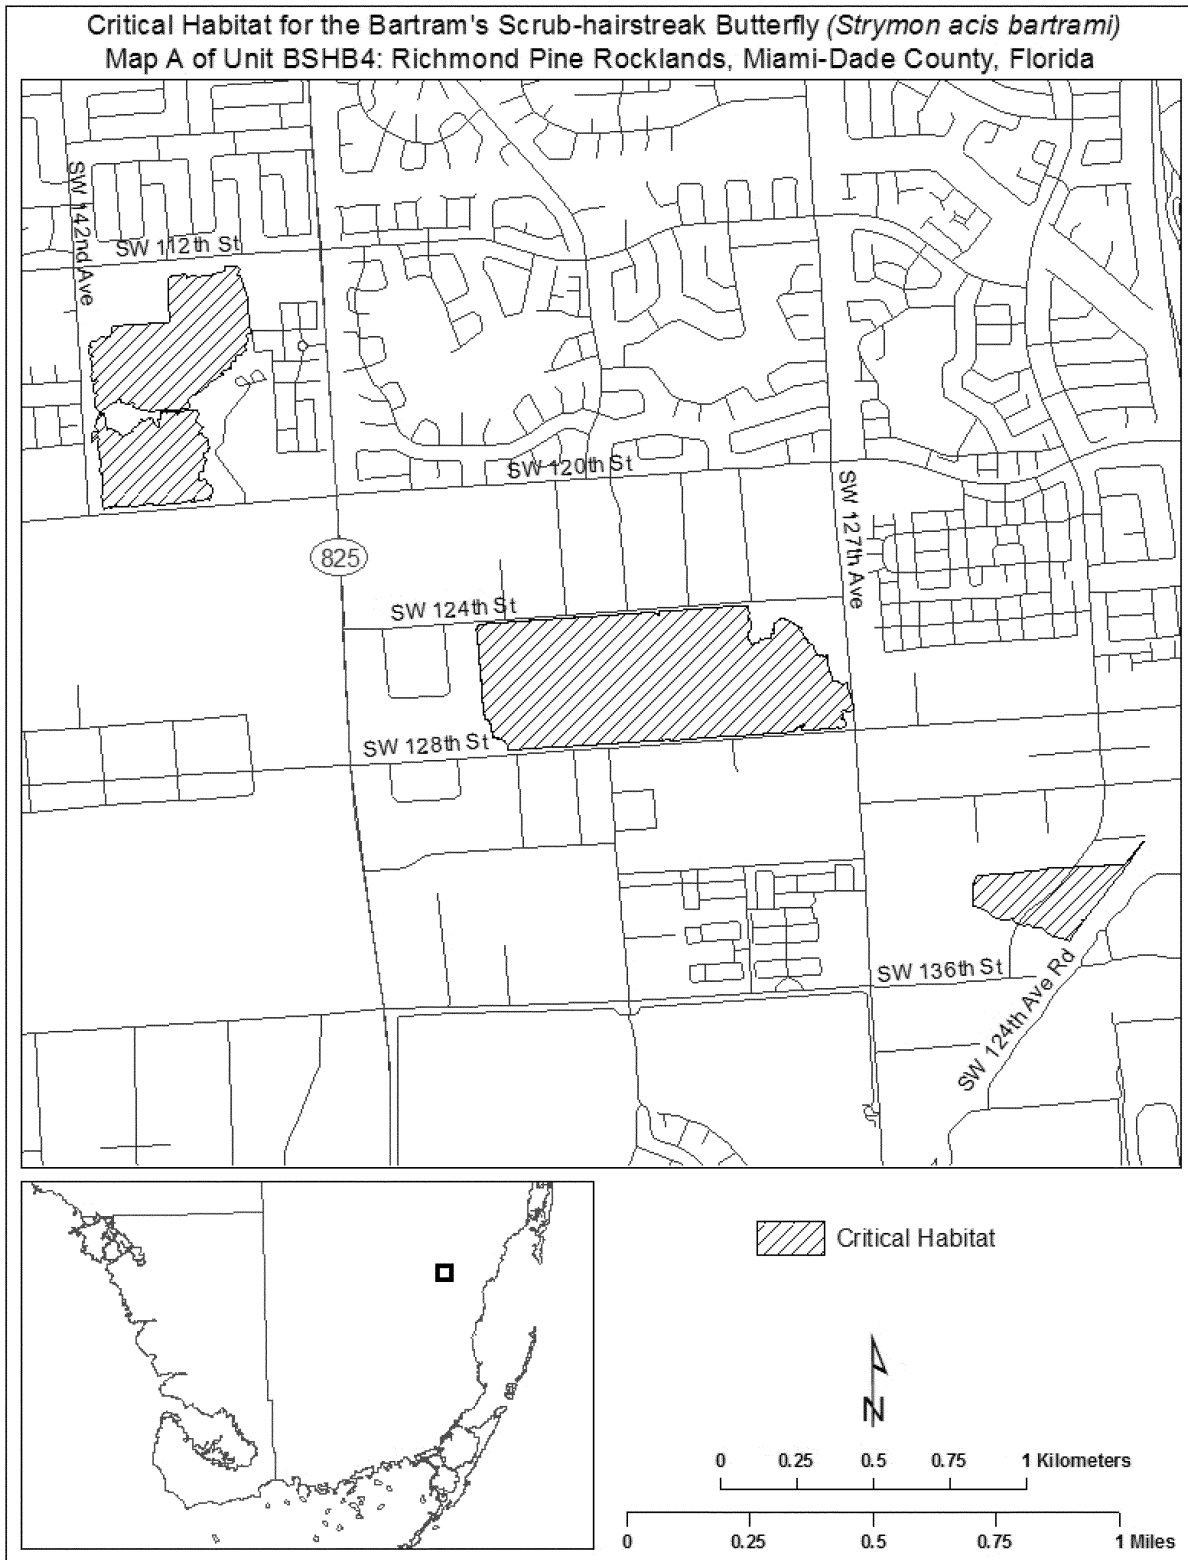 Critical Habitat for the Bartram's Scrub-hairstreak Butterfly (Strymon acis bartrami)
Map A of Unit BSHB4: Richmond Pine Rocklands, Miami-Dade County, Florida
SW 142nd Ave
SW 112th St
SW 120th St
SW 127th Ave
825
SW 124th St
SW 128th St
SW 136th St
SW 124th Ave Rd
Critical Habitat
N
0 0.25 0.5 0.75 1 Kilometers
0 0.25 0.5 0.75 1 Miles